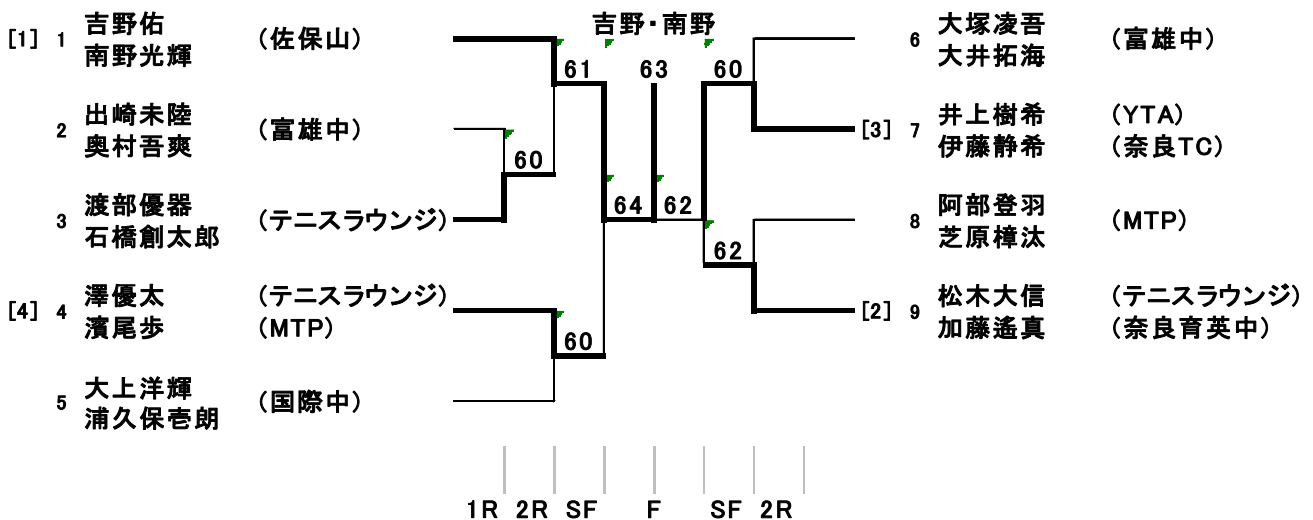 吉野・南野
[1] 1 吉野佑 (佐保山)
南野光輝
2 出崎未陸 (富雄中)
奥村吾爽
3 渡部優器 (テニスラウンジ)
石橋創太郎
[4] 4 澤優太 (テニスラウンジ)
濱尾歩 (MTP)
5 大上洋輝 (国際中)
浦久保壱朗
61
60
60
64
63
62
60
62
6 大塚凌吾 (富雄中)
大井拓海
[3] 7 井上樹希 (YTA)
伊藤静希 (奈良TC)
8 阿部登羽 (MTP)
芝原樟汰
[2] 9 松木大信 (テニスラウンジ)
加藤遙真 (奈良育英中)
1R 2R SF F SF 2R